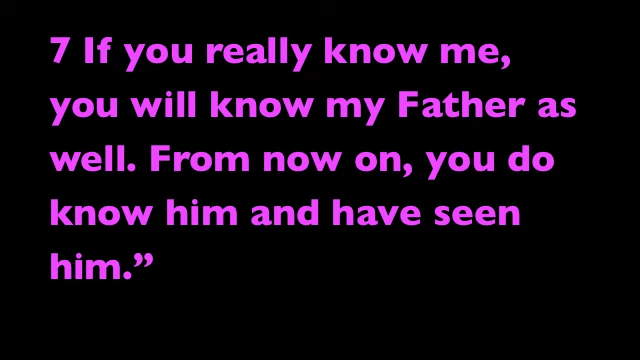 7 If you really know me,
you will know my Father as
well. From now on, you do
know him and have seen
him.”